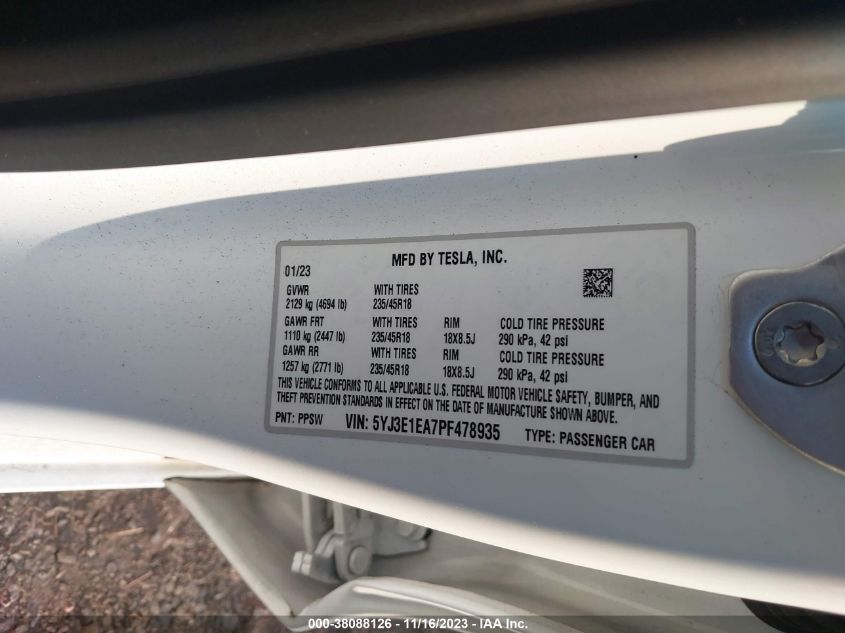 MFD BY TESLA, INC.
01/23
GVWR WITH TIRES
2129 kg (4694 lb) 235/45R18
GAWR FRT WITH TIRES RIM COLD TIRE PRESSURE
1110 kg (2447 lb) 235/45R18 18X8.5J 290 kPa, 42 psi
GAWR RR WITH TIRES RIM COLD TIRE PRESSURE
1257 kg (2771 lb) 235/45R18 18X8.5J 290 kPa, 42 psi
THIS VEHICLE CONFORMS TO ALL APPLICABLE U.S. FEDERAL MOTOR VEHICLE SAFETY, BUMPER, AND
THEFT PREVENTION STANDARDS IN EFFECT ON THE DATE OF MANUFACTURE SHOWN ABOVE.
PNT: PPSW VIN: 5YJ3E1EA7PF478935 TYPE: PASSENGER CAR
000-38088126 - 11/16/2023 - IAA Inc.